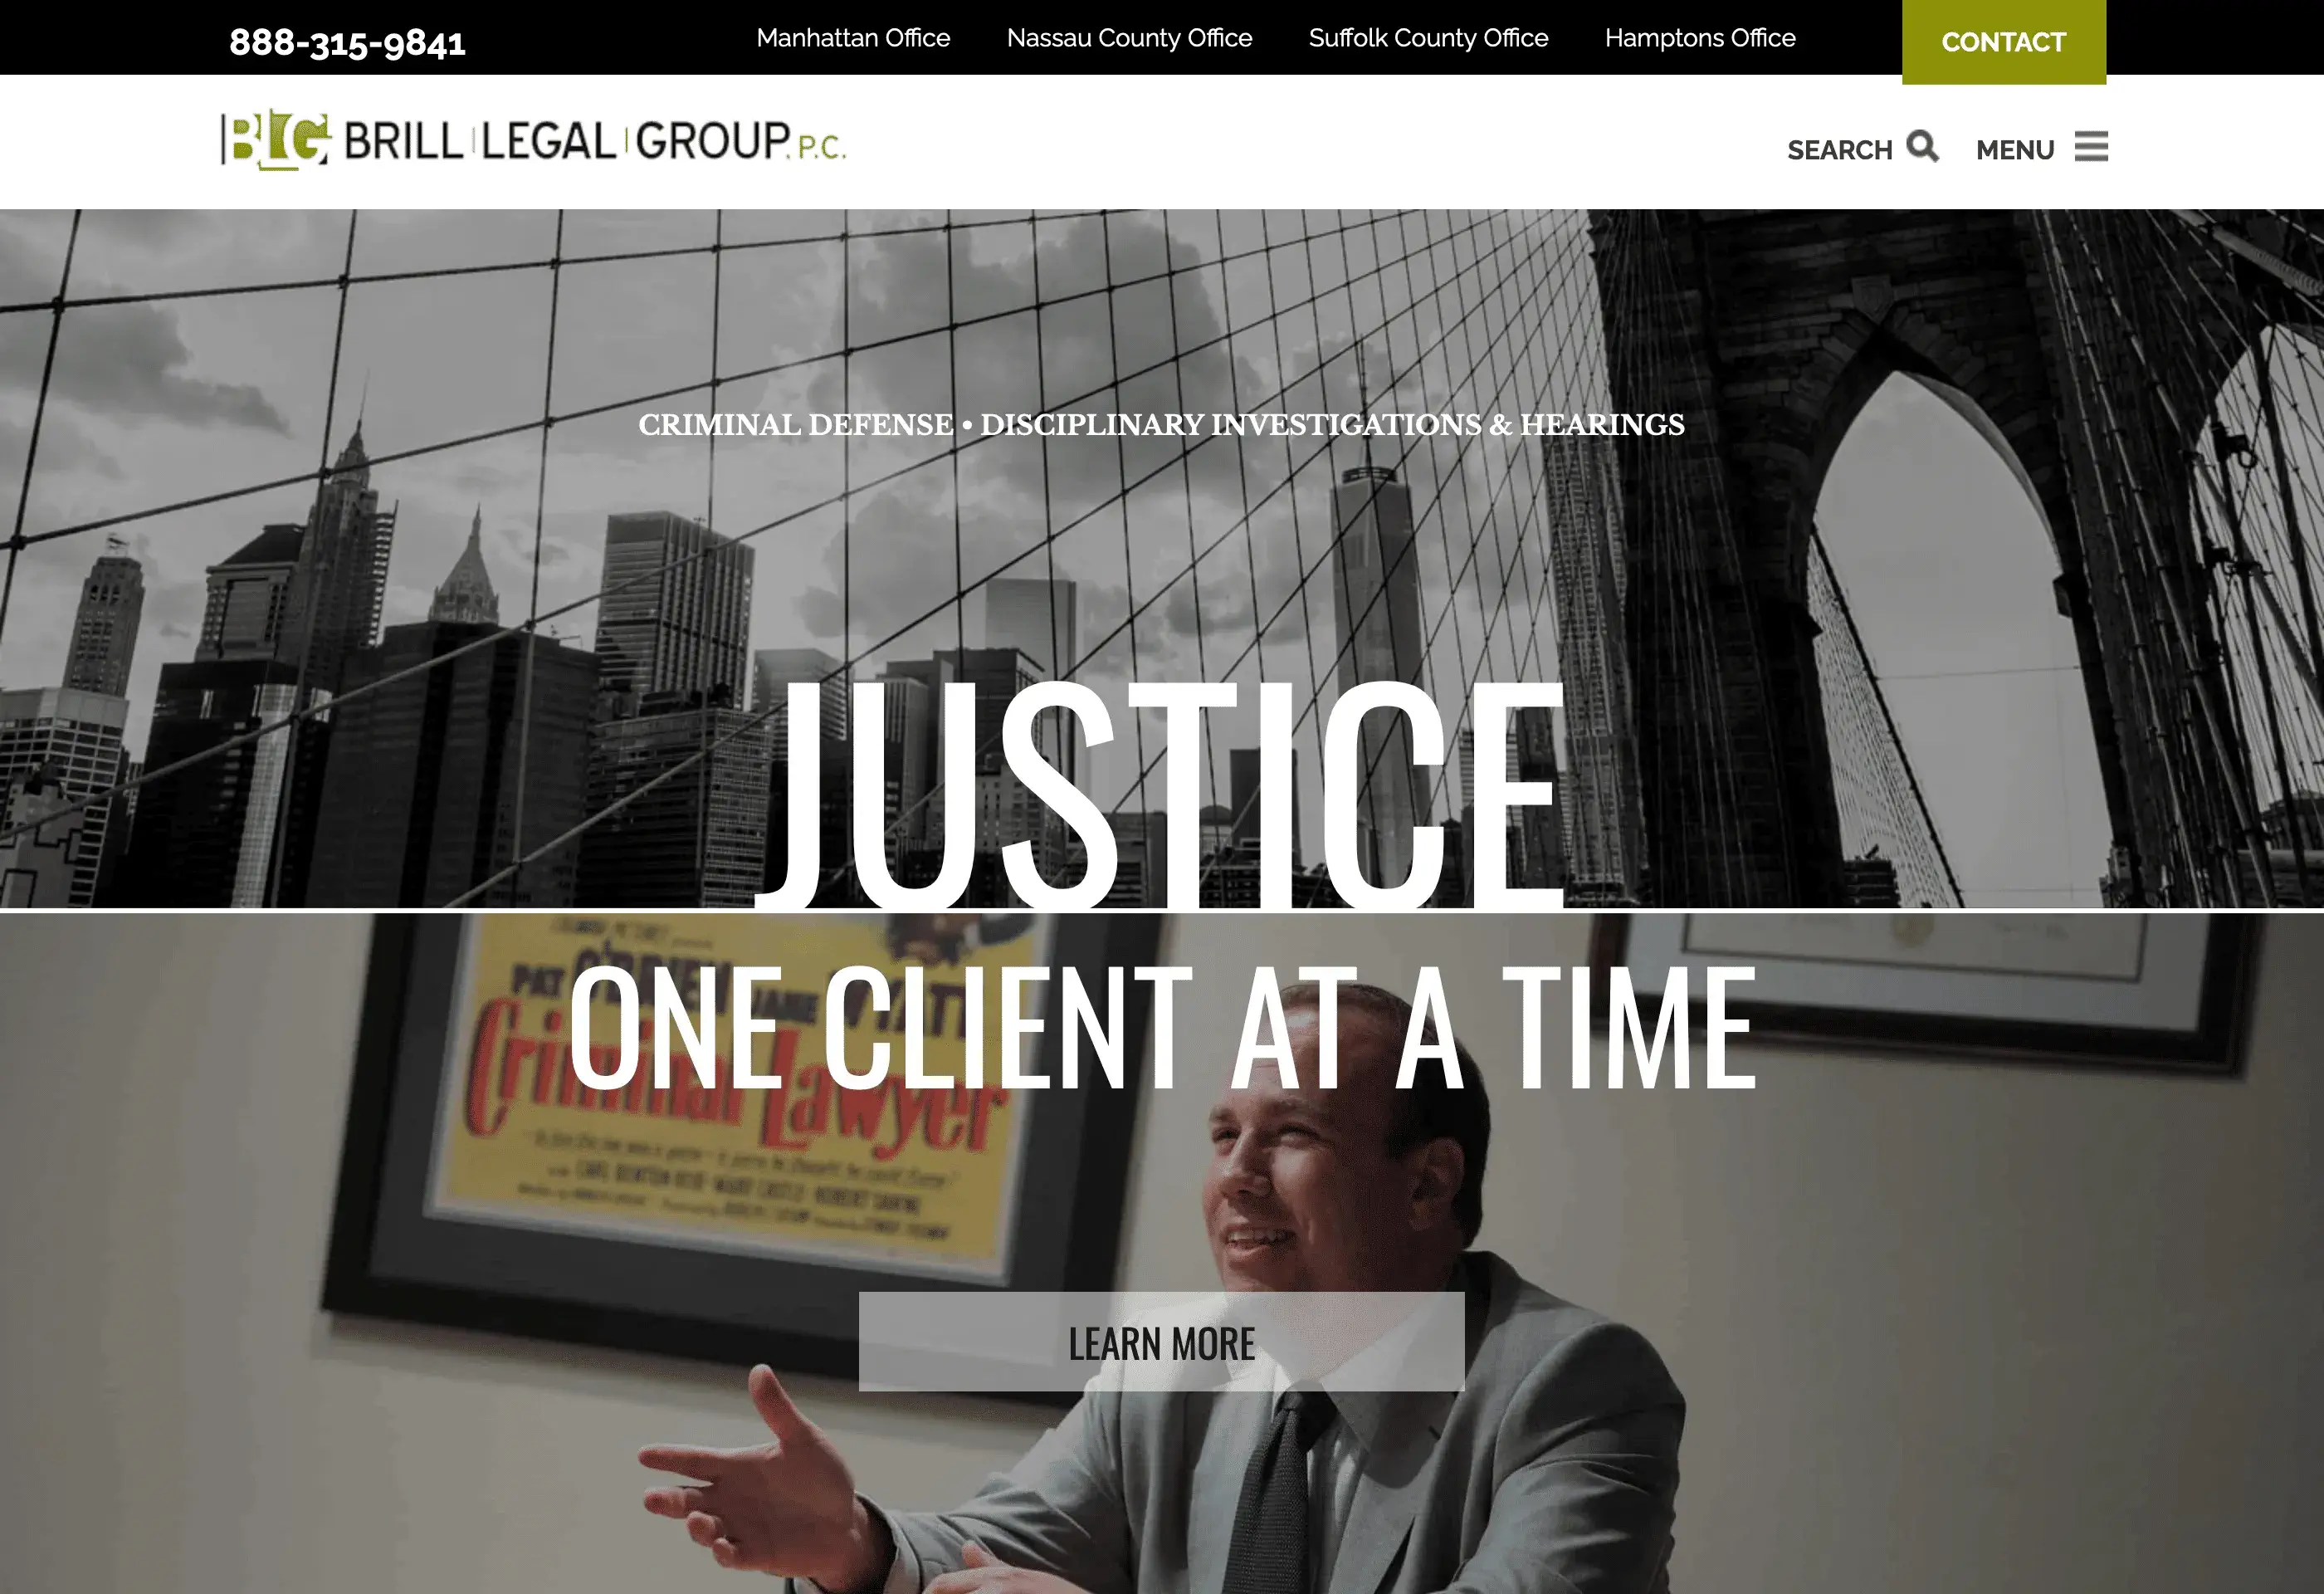 888-315-9841
Manhattan Office
Nassau County Office
Suffolk County Office
Hamptons Office
CONTACT
BLG BRILL LEGAL GROUP, P.C.
SEARCH
MENU
CRIMINAL DEFENSE • DISCIPLINARY INVESTIGATIONS & HEARINGS
JUSTICE
PAT O'BRIEN JANE WYATT
ONE CLIENT AT A TIME
Criminal Lawyer
LEARN MORE